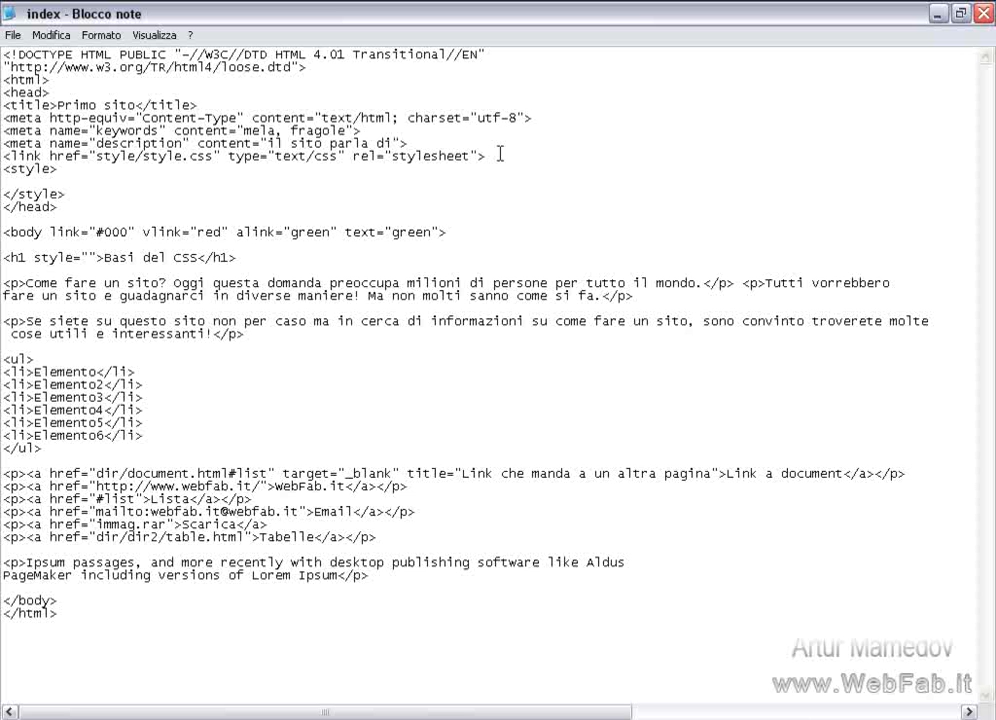 index - Blocco note
File Modifica Formato Visualizza ?
<!DOCTYPE HTML PUBLIC "-//W3C//DTD HTML 4.01 Transitional//EN"
"http://www.w3.org/TR/html4/loose.dtd">
<html>
<head>
<title>Primo sito</title>
<meta http-equiv="Content-Type" content="text/html; charset="utf-8">
<meta name="keywords" content="mela, fragole">
<meta name="description" content="il sito parla di">
<link href="style/style.css" type="text/css" rel="stylesheet">
<style>
</style>
</head>
<body link="#000" vlink="red" alink="green" text="green">
<h1 style="">Basi del CSS</h1>
<p>Come fare un sito? Oggi questa domanda preoccupa milioni di persone per tutto il mondo.</p> <p>Tutti vorrebbero
fare un sito e guadagnarci in diverse maniere! Ma non molti sanno come si fa.</p>
<p>Se siete su questo sito non per caso ma in cerca di informazioni su come fare un sito, sono convinto troverete molte
cose utili e interessanti!</p>
<ul>
<li>Elemento</li>
<li>Elemento2</li>
<li>Elemento3</li>
<li>Elemento4</li>
<li>Elemento5</li>
<li>Elemento6</li>
</ul>
<p><a href="dir/document.html#list" target="_blank" title="Link che manda a un altra pagina">Link a document</a></p>
<p><a href="http://www.webfab.it/">WebFab.it</a></p>
<p><a href="#list">Lista</a></p>
<p><a href="mailto:webfab.it@webfab.it">Email</a></p>
<p><a href="immag.rar">Scarica</a>
<p><a href="dir/dir2/table.html">Tabelle</a></p>
<p>Ipsum passages, and more recently with desktop publishing software like Aldus
PageMaker including versions of Lorem Ipsum</p>
</body>
</html>
Artur Mamedov
www.WebFab.it